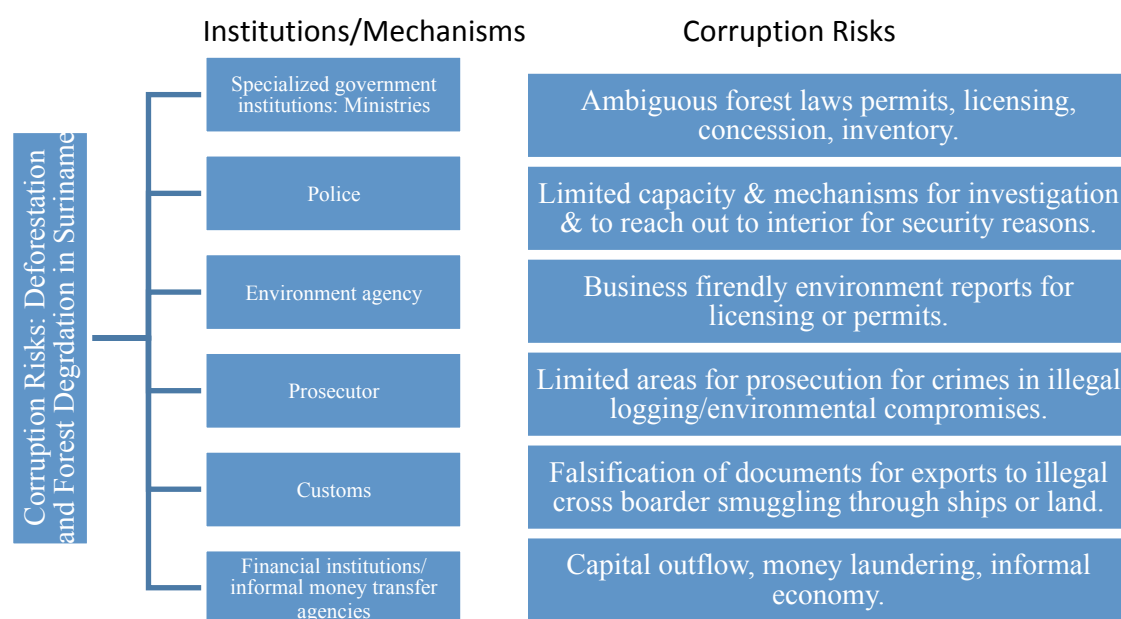 Institutions/Mechanisms
Corruption Risks
Corruption Risks: Deforestation
and Forest Degrdation in Suriname
Specialized government
institutions: Ministries
Ambiguous forest laws permits, licensing,
concession, inventory.
Police
Limited capacity & mechanisms for investigation
& to reach out to interior for security reasons.
Environment agency
Business firendly environment reports for
licensing or permits.
Prosecutor
Limited areas for prosecution for crimes in illegal
logging/environmental compromises.
Customs
Falsification of documents for exports to illegal
cross boarder smuggling through ships or land.
Financial institutions/
informal money transfer
agencies
Capital outflow, money laundering, informal
economy.